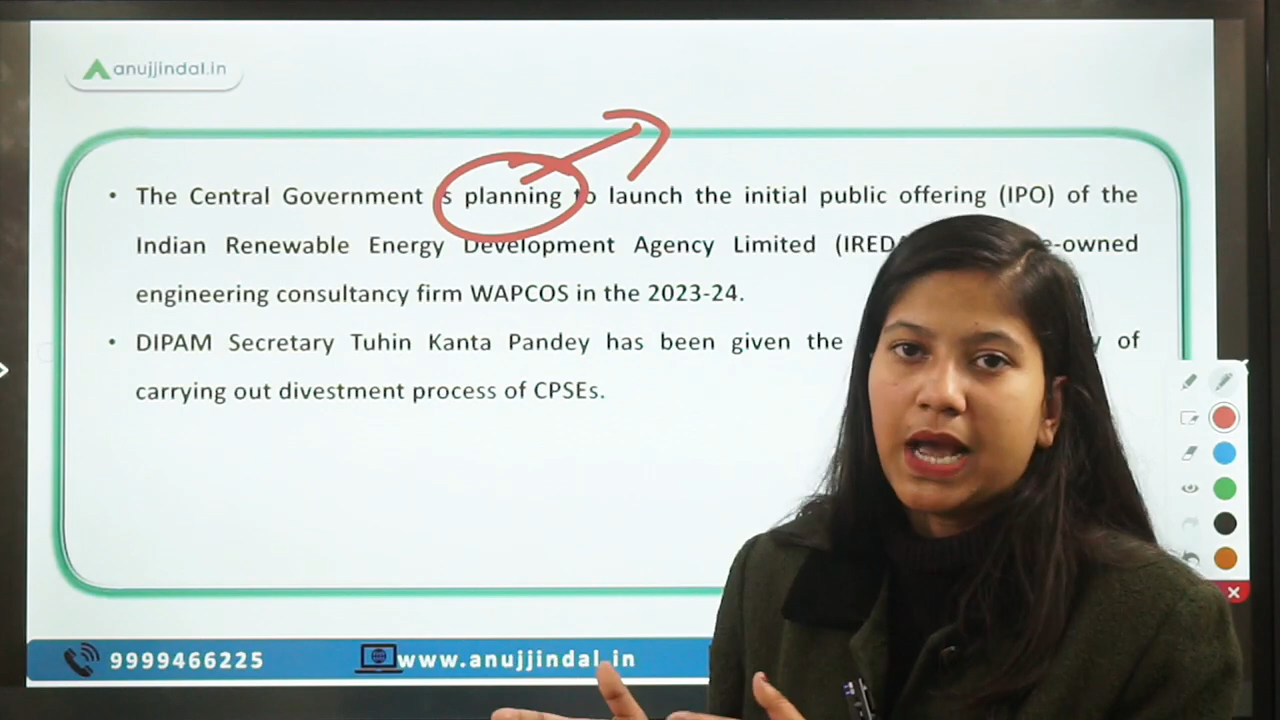 anujjindal.in
• The Central Government is planning to launch the initial public offering (IPO) of the
Indian Renewable Energy Development Agency Limited (IREDA -owned
engineering consultancy firm WAPCOS in the 2023-24.
• DIPAM Secretary Tuhin Kanta Pandey has been given the of
carrying out divestment process of CPSEs.
9999466225 www.anujjindal.in